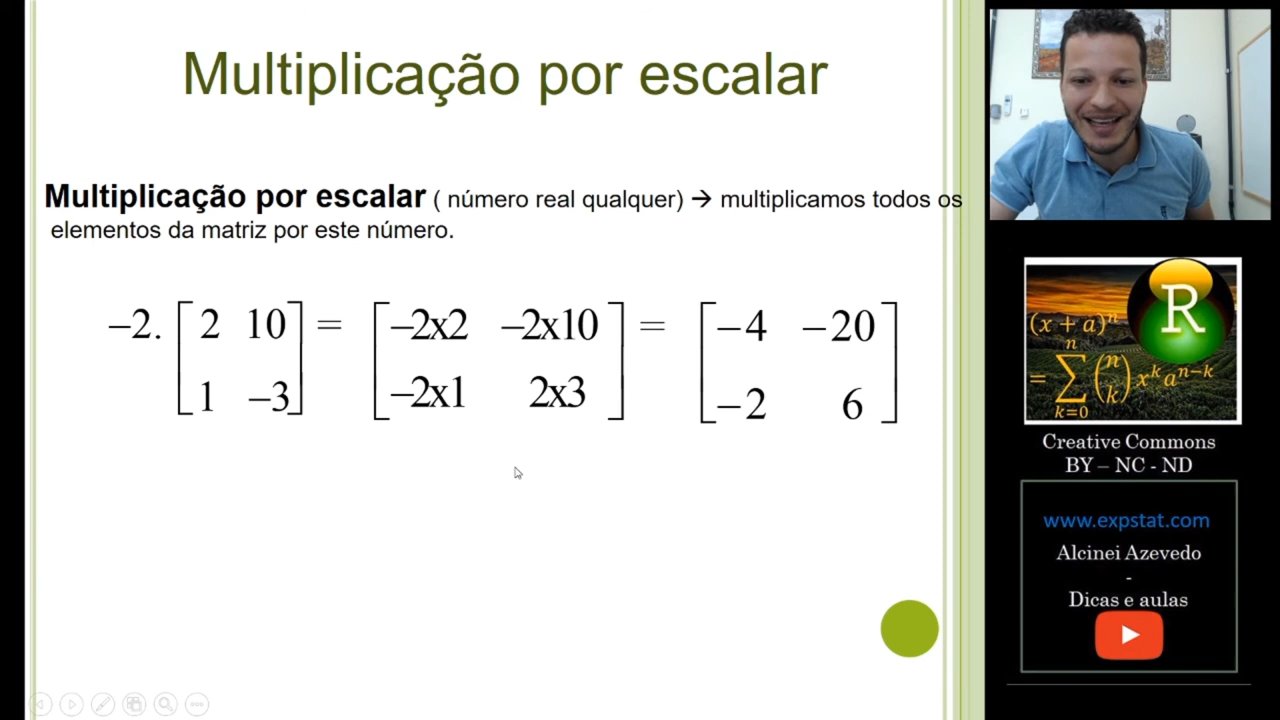 Multiplicação por escalar
Multiplicação por escalar ( número real qualquer) → multiplicamos todos os
elementos da matriz por este número.
−2. [ 2 10 ] = [ −2x2 −2x10 ] = [ −4 −20 ]
[ 1 −3 ] [ −2x1 2x3 ] [ −2 6 ]
R
(x + a)ⁿ
= ∑ₖ₌₀ⁿ (n k) xᵏaⁿ⁻ᵏ
Creative Commons
BY – NC - ND
www.expstat.com
Alcinei Azevedo
-
Dicas e aulas